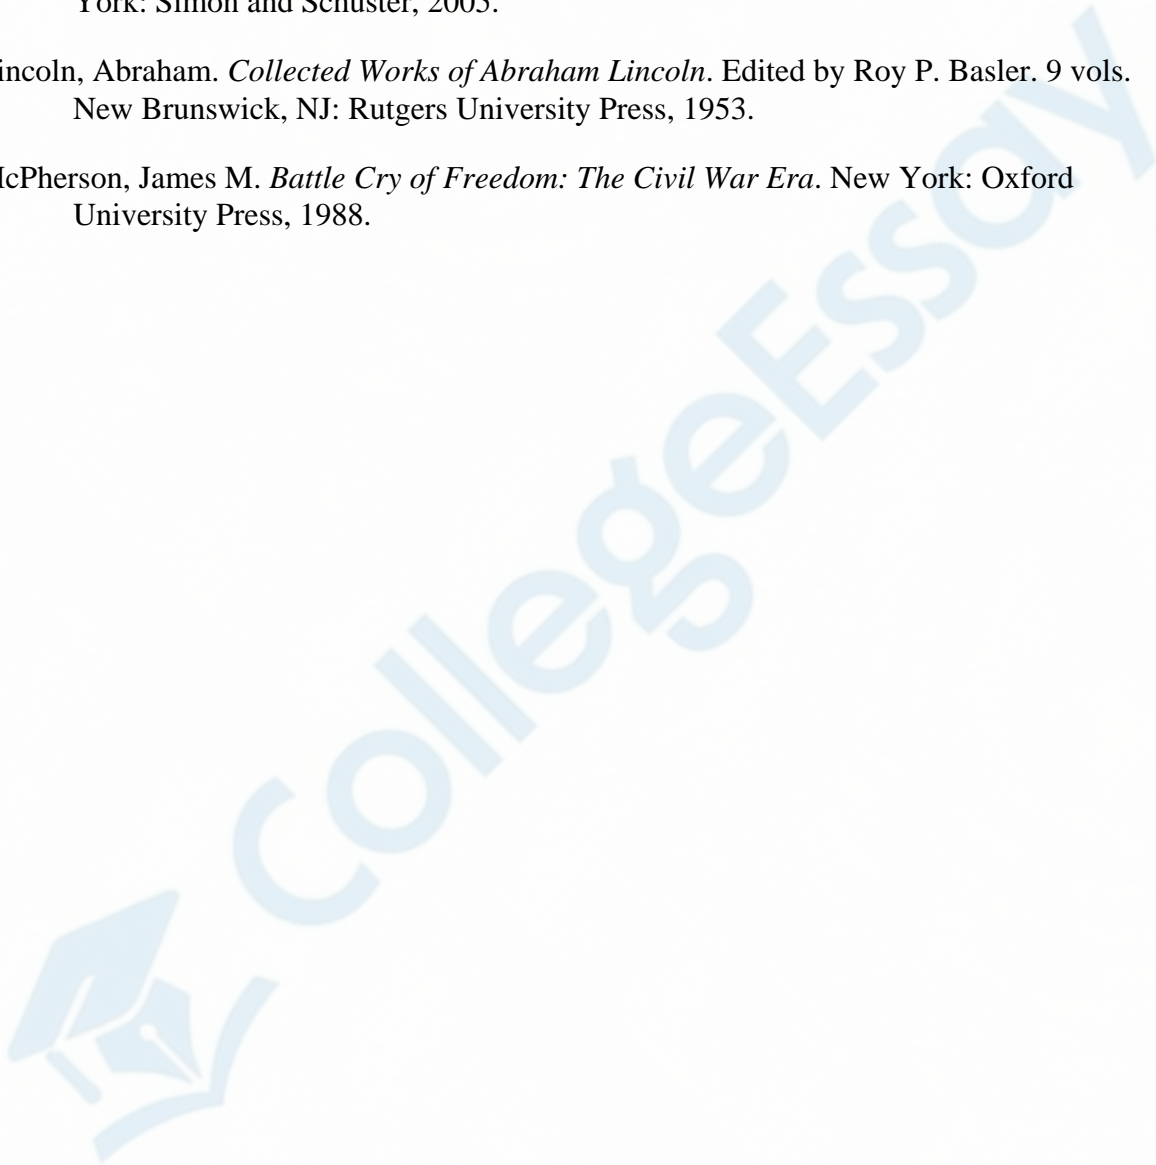 York: Simon and Schuster, 2005.
incoln, Abraham. Collected Works of Abraham Lincoln. Edited by Roy P. Basler. 9 vols.
New Brunswick, NJ: Rutgers University Press, 1953.
McPherson, James M. Battle Cry of Freedom: The Civil War Era. New York: Oxford
University Press, 1988.
CollegeEssay